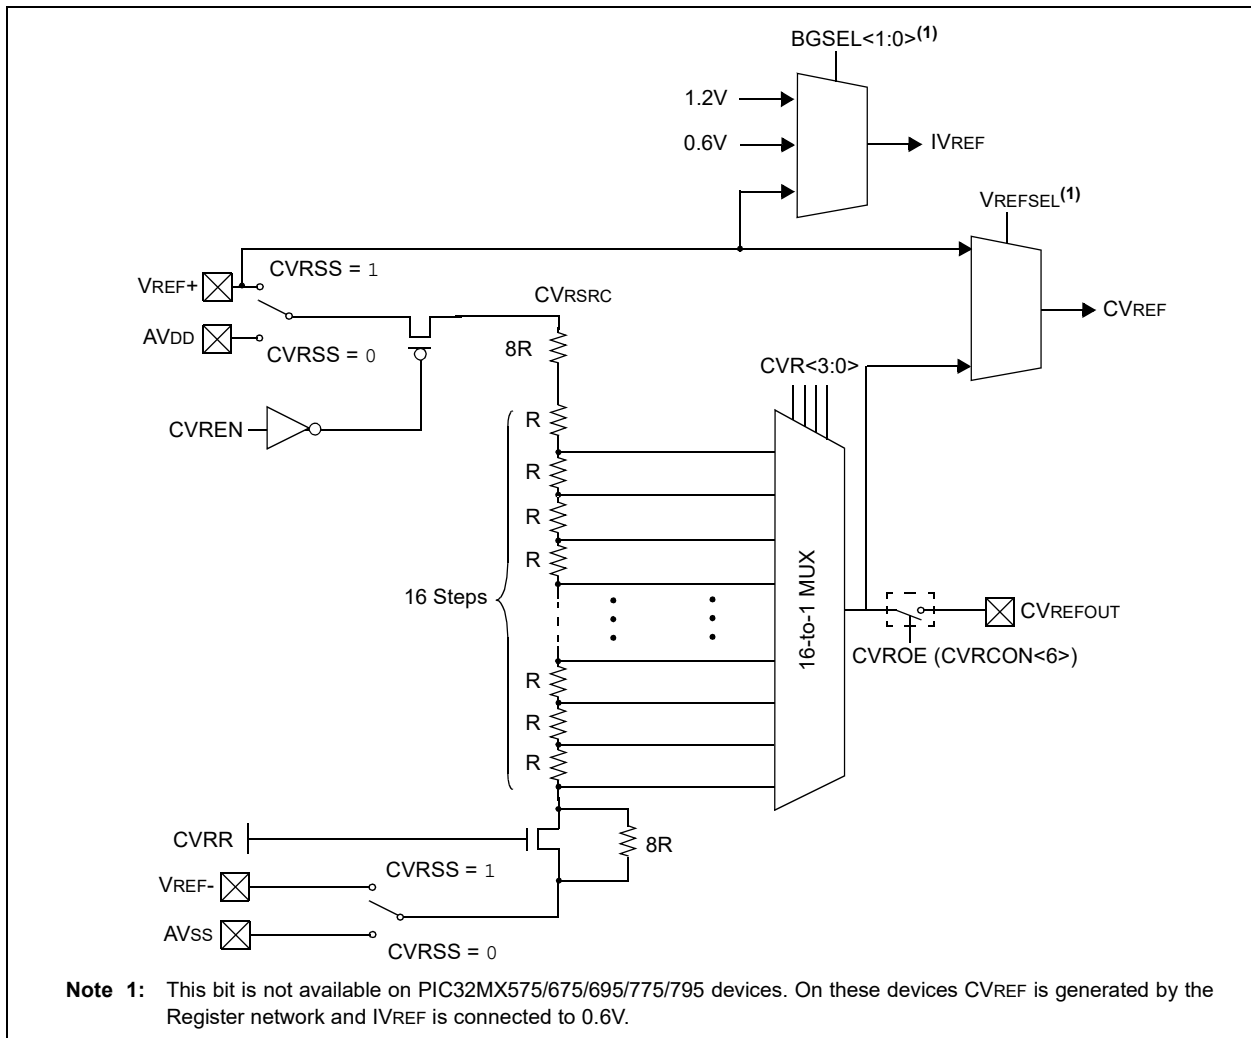 BGSEL<1:0>(1)
1.2V
0.6V
IVREF
VREFSEL(1)
VREF+
CVRSS = 1
CVRSRC
CVREF
AVDD
CVRSS = 0
8R
CVR<3:0>
CVREN
R
R
R
R
16 Steps
16-to-1 MUX
CVREFOUT
CVROE (CVRCON<6>)
R
R
R
CVRR
8R
CVRSS = 1
VREF-
AVSS
CVRSS = 0
Note 1: This bit is not available on PIC32MX575/675/695/775/795 devices. On these devices CVREF is generated by the
Register network and IVREF is connected to 0.6V.